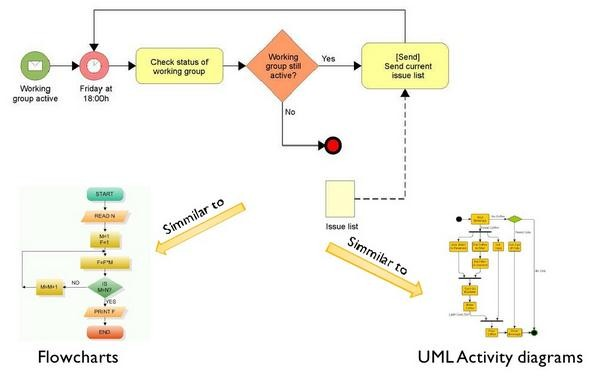 Working
group active
Friday at
18:00h
Check status of
working group
Working
group still
active?
Yes
No
[Send]
Send current
issue list
Issue list
Simmilar to
Simmilar to
START
READ N
M=1
F=1
F=F*M
M=M+1
NO
IS
M=N?
YES
PRINT F
END
Flowcharts
UML Activity diagrams